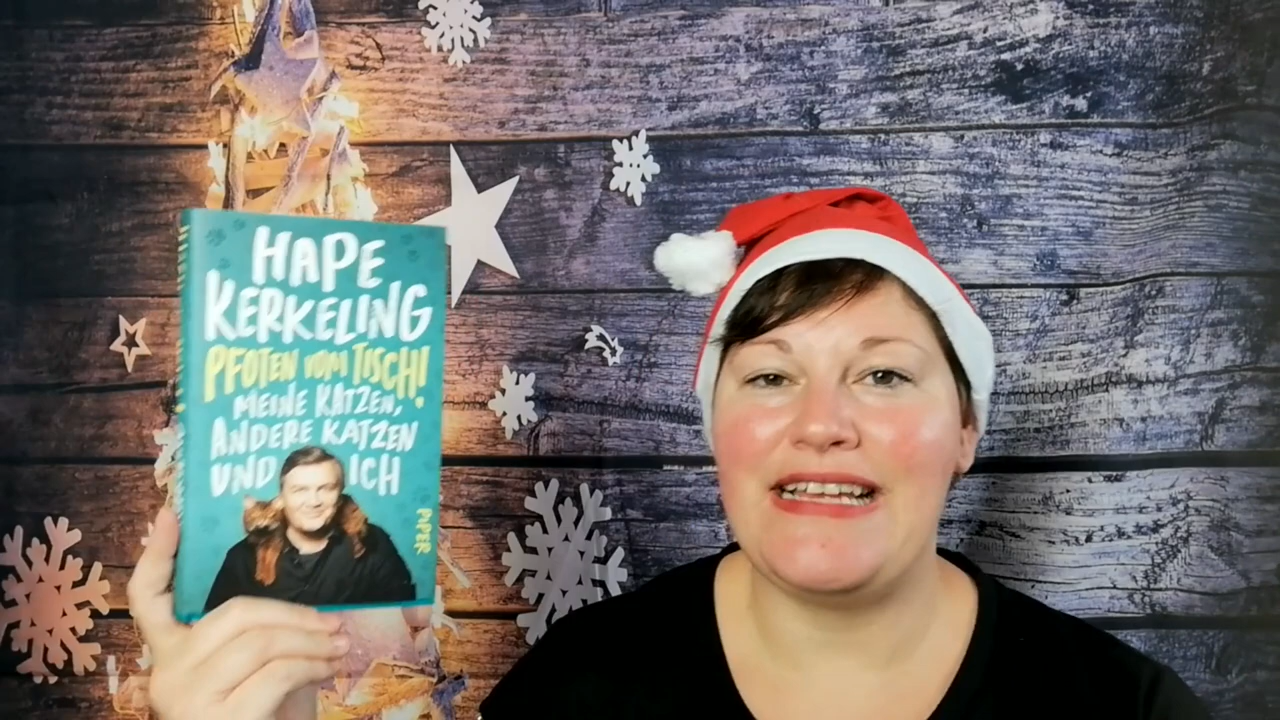 HAPE
KERKELING
PFOTEN VOM TISCH!
MEINE KATZEN,
ANDERE KATZEN
UND ICH
PIPER